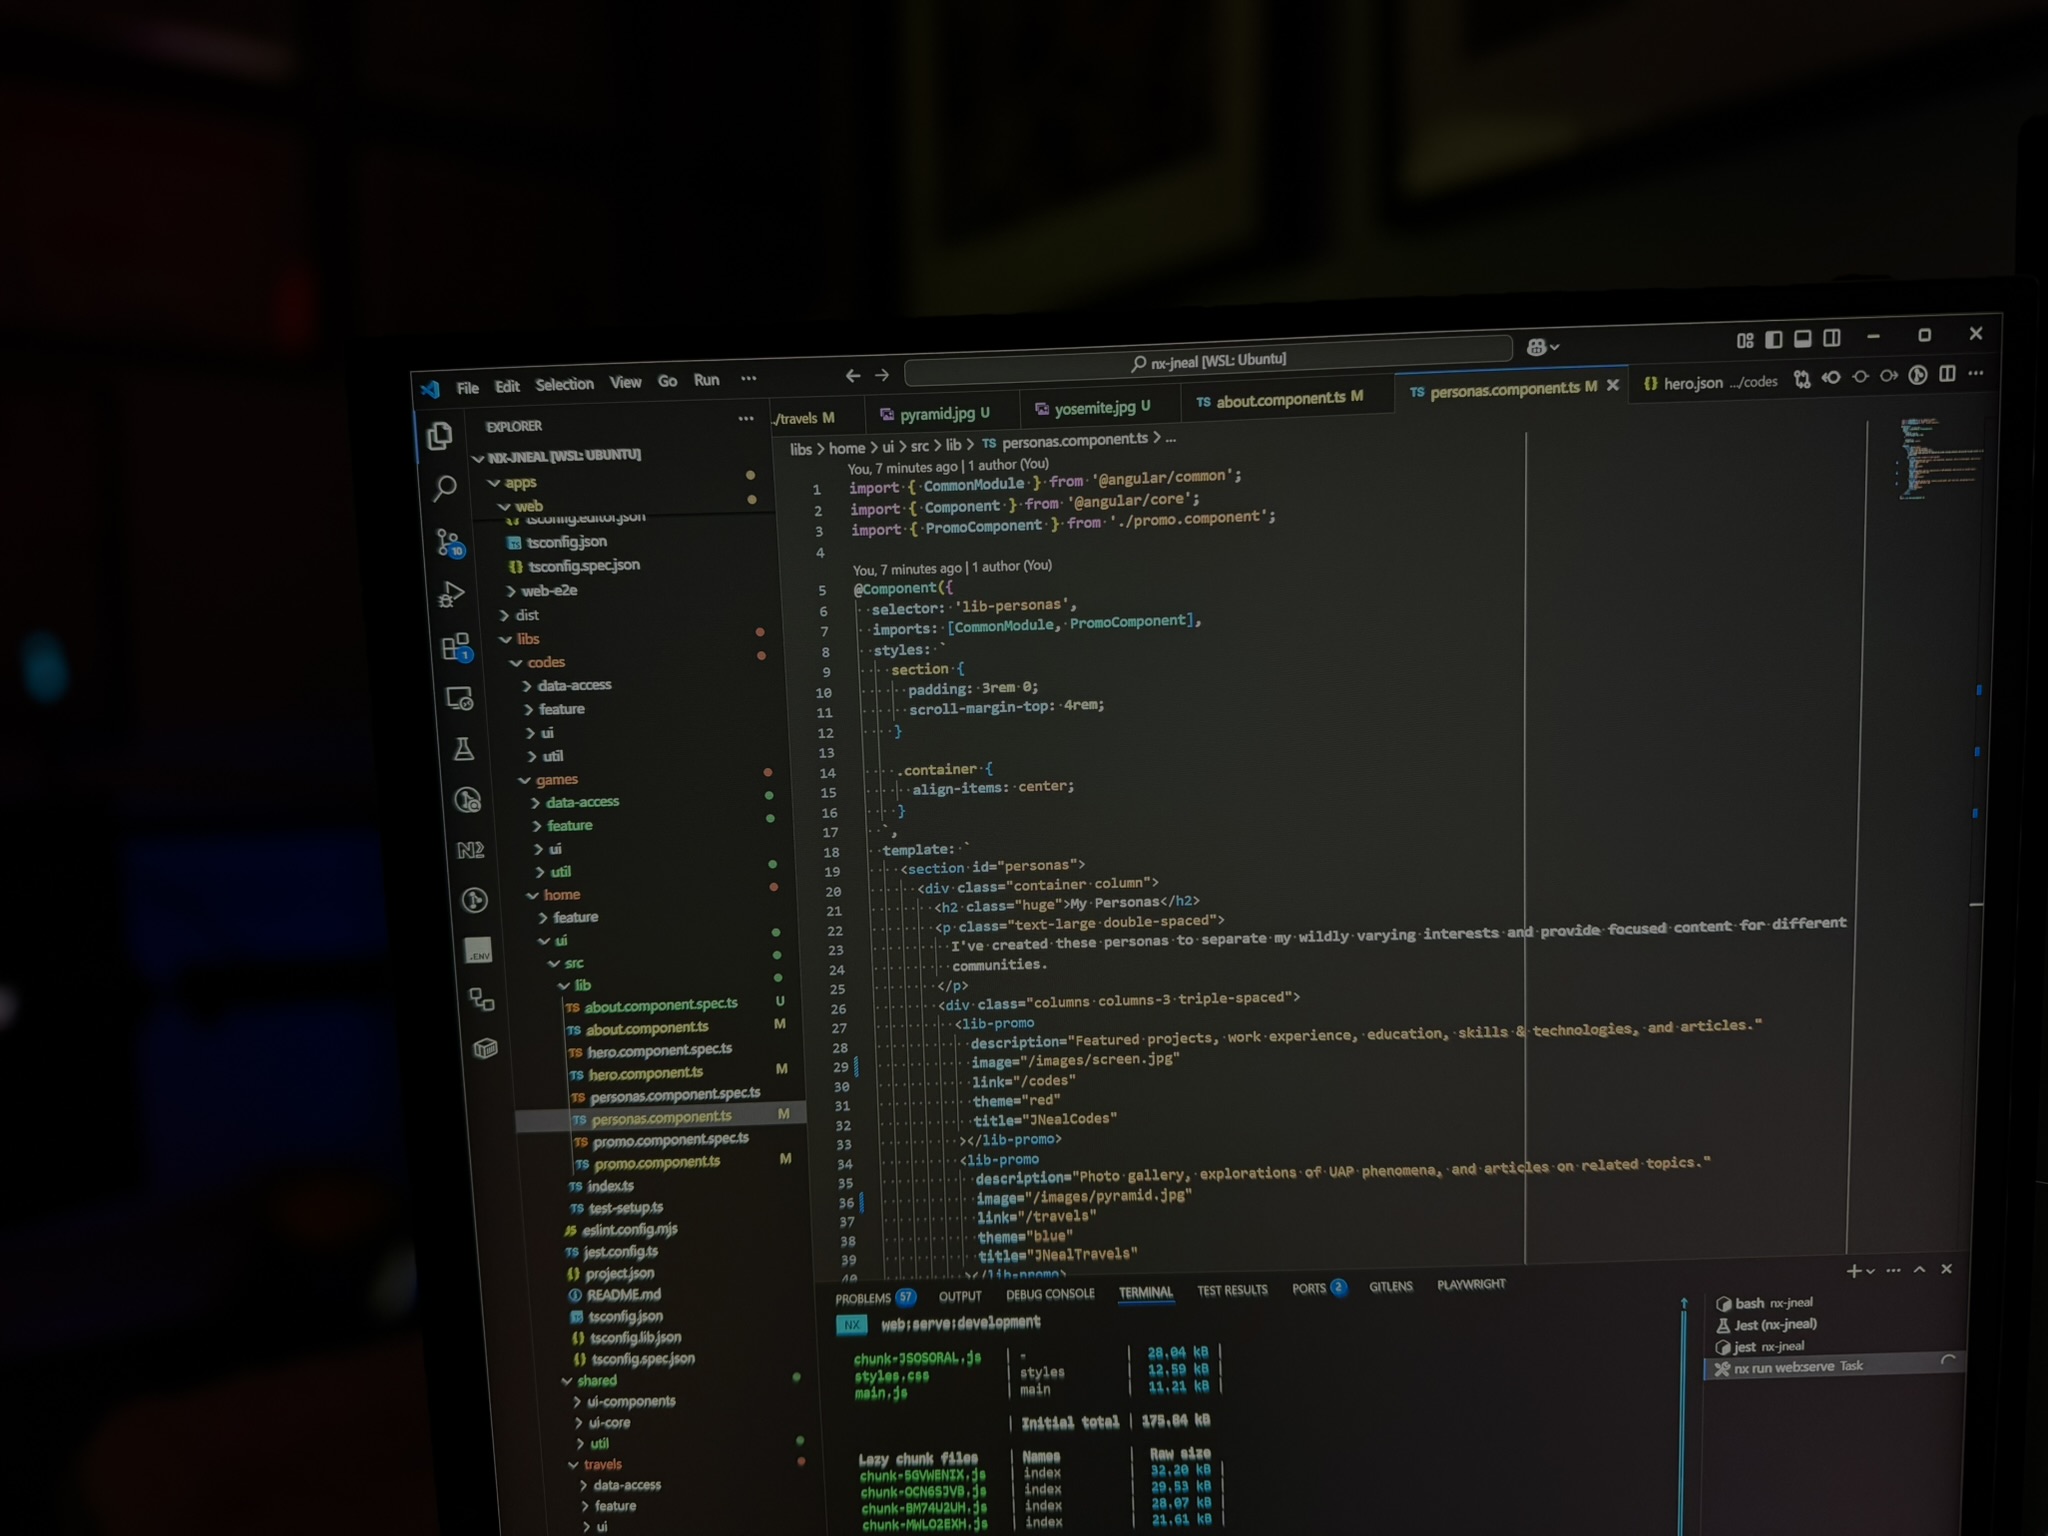 File Edit Selection View Go Run ...
nx-jneal [WSL: Ubuntu]
EXPLORER
NX-JNEAL [WSL: UBUNTU]
apps
web
tsconfig.editor.json
tsconfig.json
tsconfig.spec.json
web-e2e
dist
libs
codes
data-access
feature
ui
util
games
data-access
feature
ui
util
home
feature
ui
src
lib
about.component.spec.ts U
about.component.ts M
hero.component.spec.ts
hero.component.ts M
personas.component.spec.ts
personas.component.ts M
promo.component.spec.ts
promo.component.ts M
index.ts
test-setup.ts
eslint.config.mjs
jest.config.ts
project.json
README.md
tsconfig.json
tsconfig.lib.json
tsconfig.spec.json
shared
ui-components
ui-core
util
travels
data-access
feature
ui
10
1
.ENV
../travels M
pyramid.jpg U
yosemite.jpg U
TS about.component.ts M
TS personas.component.ts M
{} hero.json .../codes
libs > home > ui > src > lib > TS personas.component.ts > ...
You, 7 minutes ago | 1 author (You)
1 import { CommonModule } from '@angular/common';
2 import { Component } from '@angular/core';
3 import { PromoComponent } from './promo.component';
4
You, 7 minutes ago | 1 author (You)
5 @Component({
6 selector: 'lib-personas',
7 imports: [CommonModule, PromoComponent],
8 styles: `
9 section {
10 padding: 3rem 0;
11 scroll-margin-top: 4rem;
12 }
13
14 .container {
15 align-items: center;
16 }
17 `,
18 template: `
19 <section id="personas">
20 <div class="container column">
21 <h2 class="huge">My Personas</h2>
22 <p class="text-large double-spaced">
23 I've created these personas to separate my wildly varying interests and provide focused content for different
24 communities.
25 </p>
26 <div class="columns columns-3 triple-spaced">
27 <lib-promo
28 description="Featured projects, work experience, education, skills & technologies, and articles."
29 image="/images/screen.jpg"
30 link="/codes"
31 theme="red"
32 title="JNealCodes"
33 ></lib-promo>
34 <lib-promo
35 description="Photo gallery, explorations of UAP phenomena, and articles on related topics."
36 image="/images/pyramid.jpg"
37 link="/travels"
38 theme="blue"
39 title="JNealTravels"
40 ></lib-promo>
PROBLEMS 57 OUTPUT DEBUG CONSOLE TERMINAL TEST RESULTS PORTS 2 GITLENS PLAYWRIGHT
NX web:serve:development
chunk-JSOSORAL.js | - | 28.04 kB |
styles.css | styles | 12.59 kB |
main.js | main | 11.21 kB |
| Initial total | 175.84 kB
Lazy chunk files | Names | Raw size
chunk-5GVWENIX.js | index | 32.20 kB |
chunk-OCN6SJVB.js | index | 29.53 kB |
chunk-BM74U2UH.js | index | 28.07 kB |
chunk-MWLO2EXH.js | index | 21.61 kB |
bash nx-jneal
Jest (nx-jneal)
jest nx-jneal
nx run web:serve Task